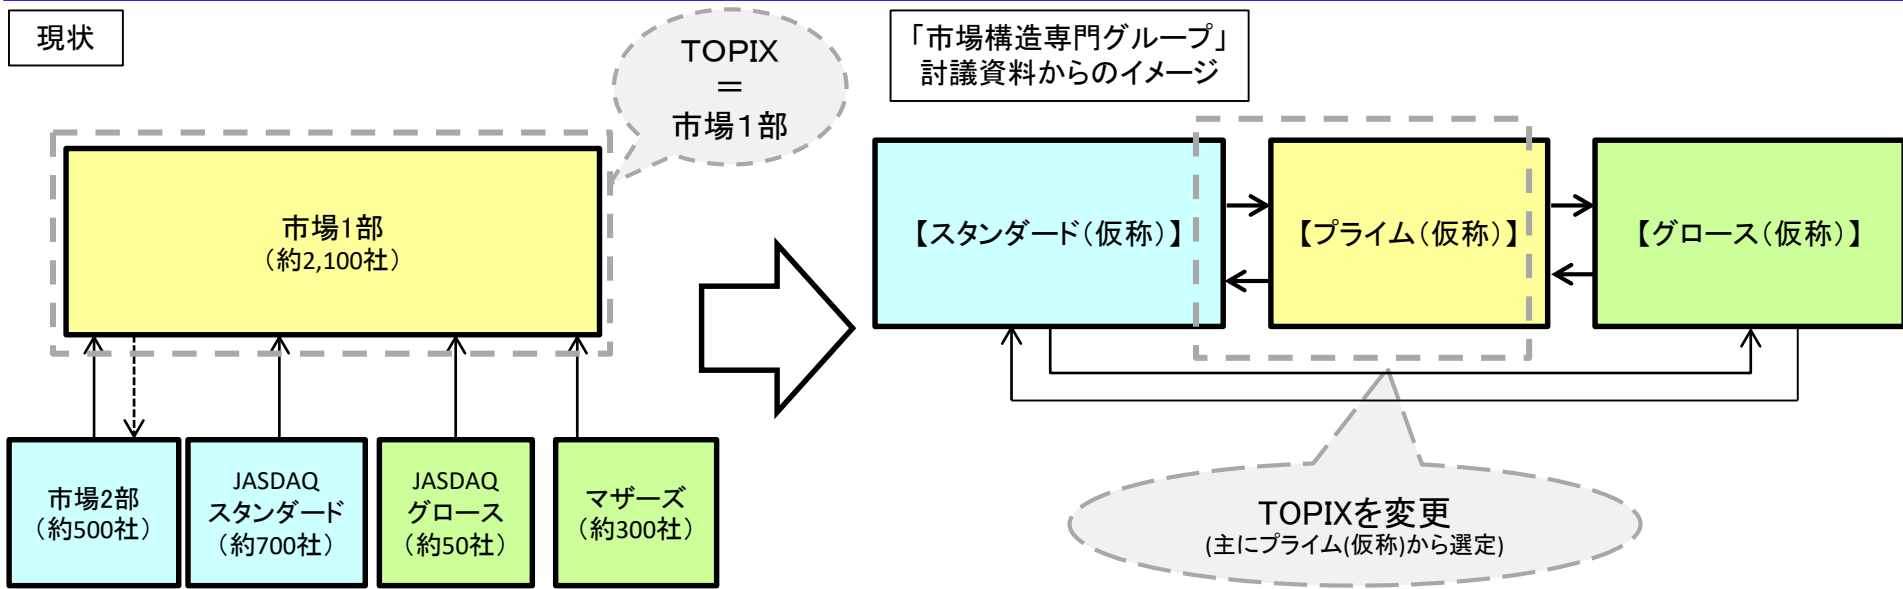 現状
TOPIX
＝
市場１部
市場1部
（約2,100社）
市場2部
（約500社）
JASDAQ
スタンダード
（約700社）
JASDAQ
グロース
（約50社）
マザーズ
（約300社）
「市場構造専門グループ」
討議資料からのイメージ
【スタンダード（仮称）】
【プライム（仮称）】
【グロース（仮称）】
TOPIXを変更
(主にプライム(仮称)から選定)